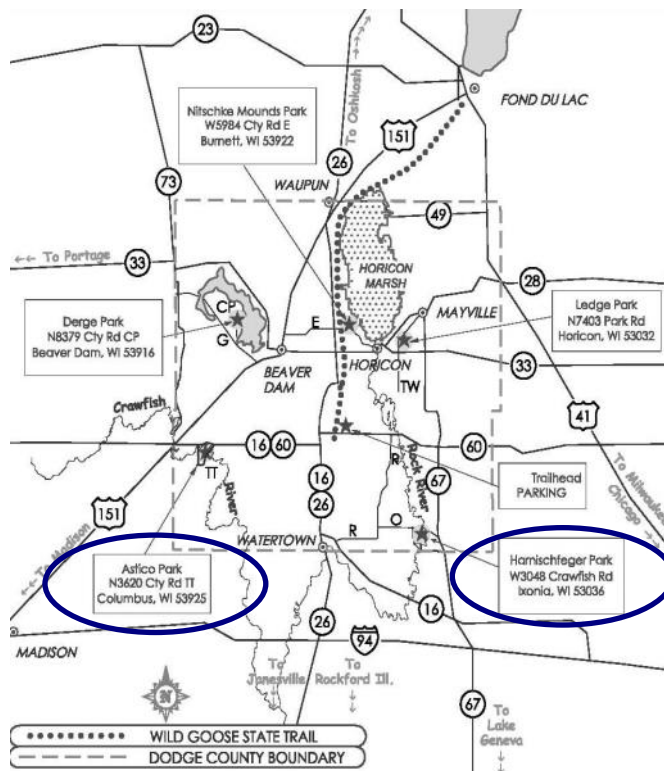 23
To Oshkosh
FOND DU LAC
Nitschke Mounds Park
W5984 Cty Rd E
Burnett, WI 53922
151
26
73
WAUPUN
49
To Portage
33
HORICON
MARSH
28
CP
MAYVILLE
Derge Park
N8379 Cty Rd CP
Beaver Dam, WI 53916
G
E
Ledge Park
N7403 Park Rd
Horicon, WI 53032
BEAVER
DAM
HORICON
33
TW
Crawfish
41
16
60
60
TT
River
R
Rock River
Trailhead
PARKING
16
26
67
To Milwaukee
Chicago
151
To Madison
WATERTOWN
R
O
Astico Park
N3620 Cty Rd TT
Columbus, WI 53925
Harnischfeger Park
W3048 Crawfish Rd
Ixonia, WI 53036
16
MADISON
26
94
To
Janesville
To
Rockford Ill.
N
67
To
Lake
Geneva
WILD GOOSE STATE TRAIL
DODGE COUNTY BOUNDARY